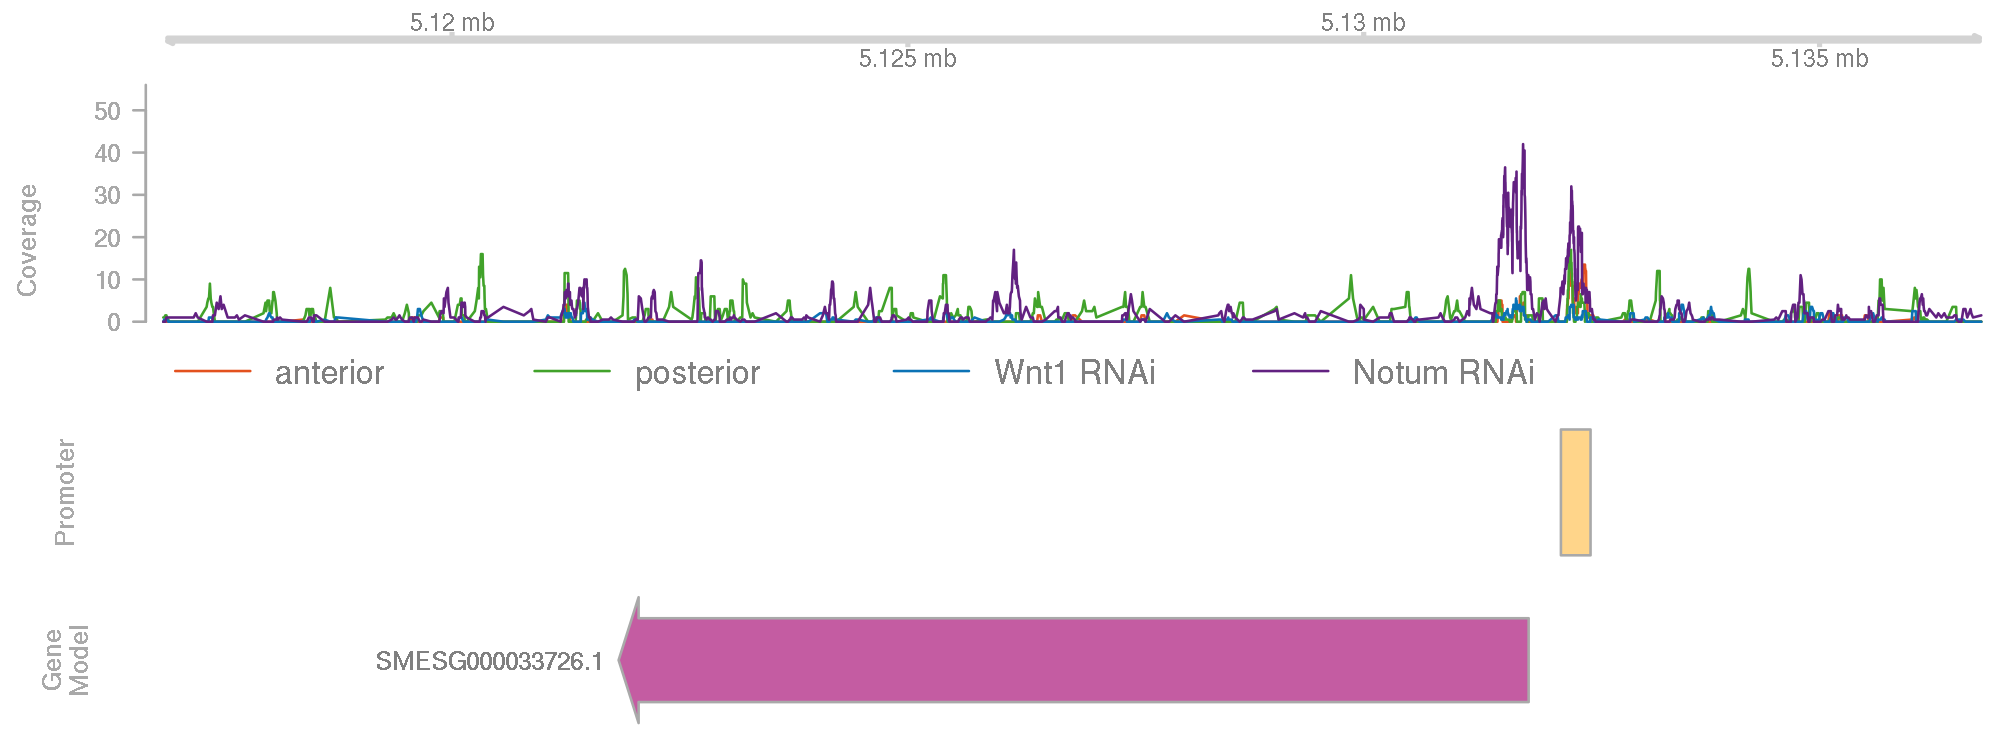 5.12 mb
5.13 mb
5.125 mb
5.135 mb
Coverage
50
40
30
20
10
0
anterior
posterior
Wnt1 RNAi
Notum RNAi
Promoter
Gene
Model
SMESG000033726.1